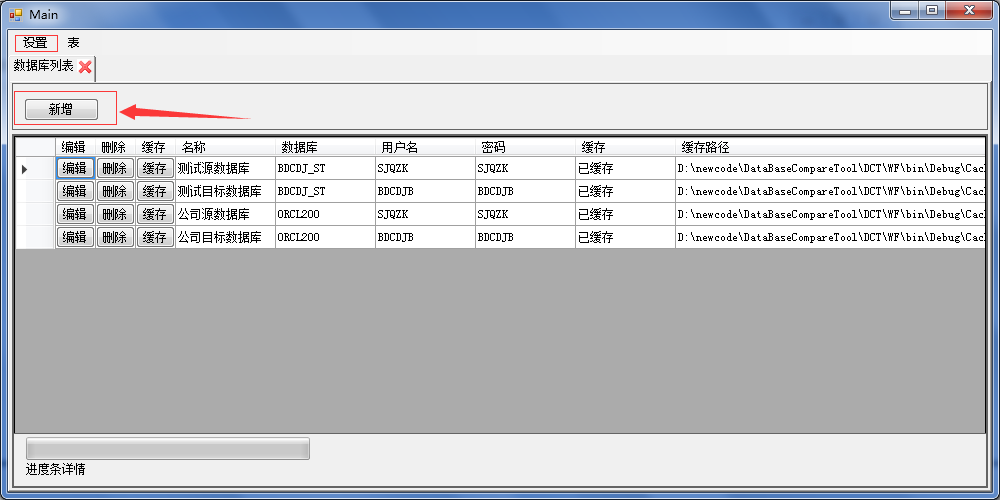 Main
设置 表
数据库列表
新增
编辑 删除 缓存 名称 数据库 用户名 密码 缓存 缓存路径
编辑 删除 缓存 测试源数据库 BDCDJ_ST SJQZK SJQZK 已缓存 D:\newcode\DataBaseCompareTool\DCT\WF\bin\Debug\Cac
编辑 删除 缓存 测试目标数据库 BDCDJ_ST BDCDJB BDCDJB 已缓存 D:\newcode\DataBaseCompareTool\DCT\WF\bin\Debug\Cac
编辑 删除 缓存 公司源数据库 ORCL200 SJQZK SJQZK 已缓存 D:\newcode\DataBaseCompareTool\DCT\WF\bin\Debug\Cac
编辑 删除 缓存 公司目标数据库 ORCL200 BDCDJB BDCDJB 已缓存 D:\newcode\DataBaseCompareTool\DCT\WF\bin\Debug\Cac
进度条详情